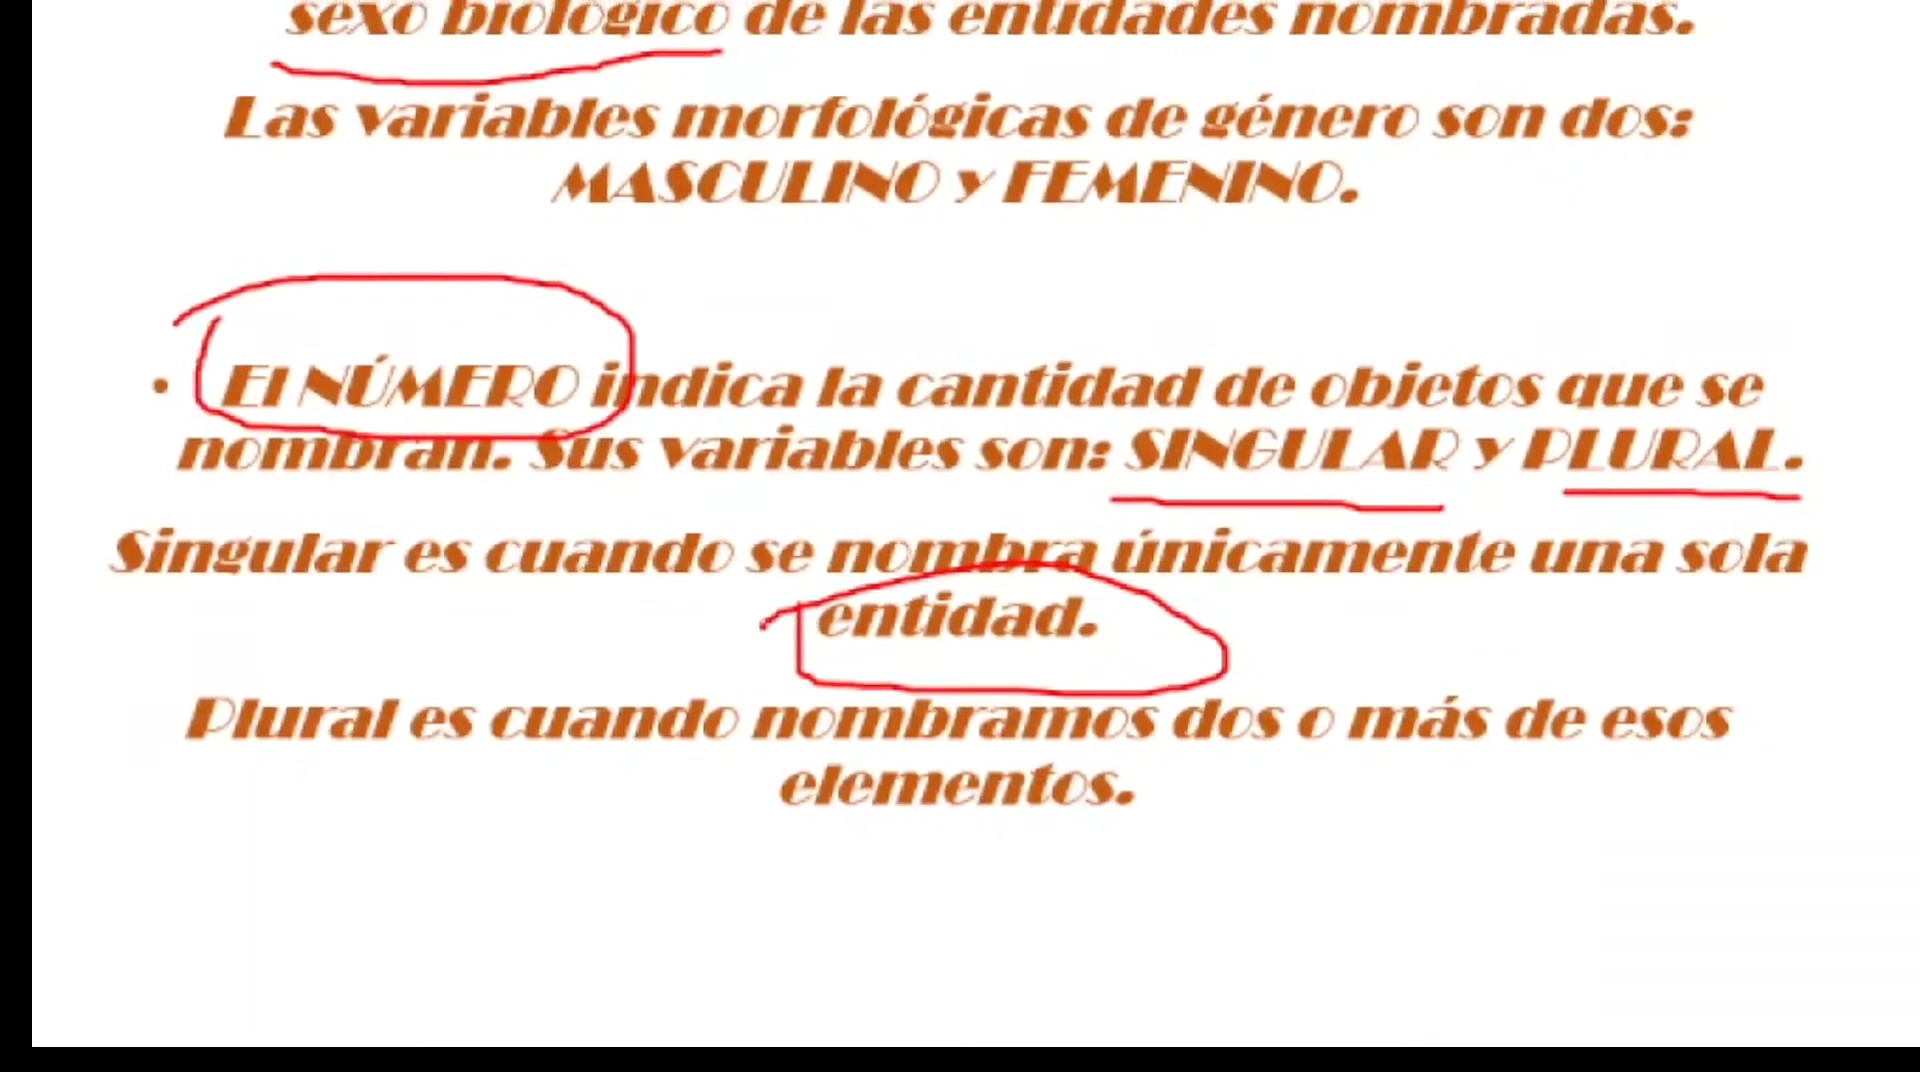 sexo biológico de las entidades nombradas.
Las variables morfológicas de género son dos:
MASCULINO y FEMENINO.
• El NÚMERO indica la cantidad de objetos que se
nombran. Sus variables son: SINGULAR y PLURAL.
Singular es cuando se nombra únicamente una sola
entidad.
Plural es cuando nombramos dos o más de esos
elementos.